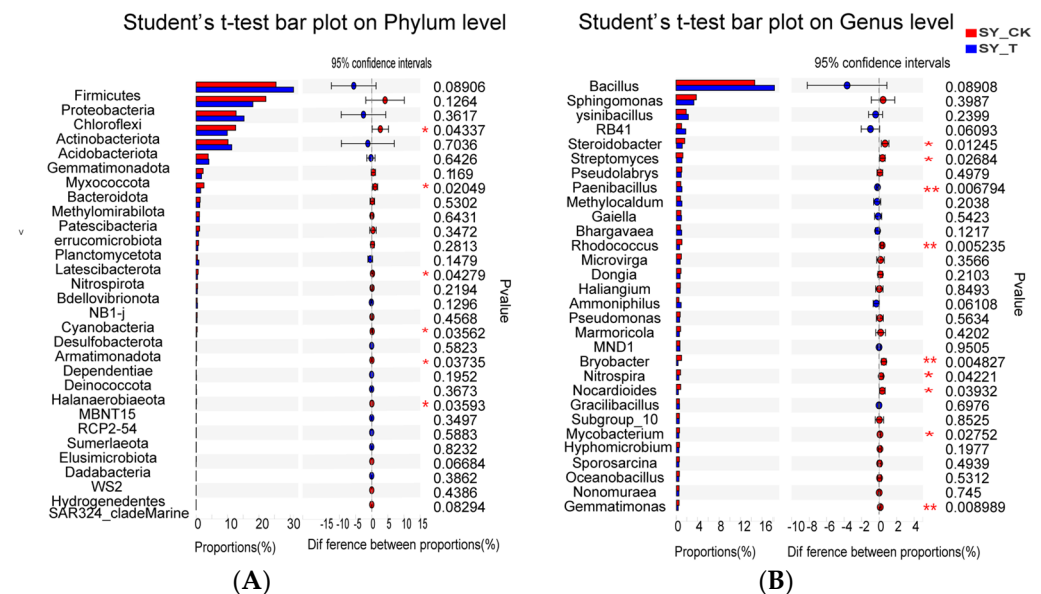 Student's t-test bar plot on Phylum level
95% confidence intervals
Firmicutes
Proteobacteria
Chloroflexi
Actinobacteriota
Acidobacteriota
Gemmatimonadota
Myxococcota
Bacteroidota
Methylomirabilota
Patescibacteria
v
errucomicrobiota
Planctomycetota
Latescibacterota
Nitrospirota
Bdellovibrionota
NB1-j
Cyanobacteria
Desulfobacterota
Armatimonadota
Dependentiae
Deinococcota
Halanaerobiaeota
MBNT15
RCP2-54
Sumerlaeota
Elusimicrobiota
Dadabacteria
WS2
Hydrogenedentes
SAR324_cladeMarine
0.08906
0.1264
0.3617
* 0.04337
0.7036
0.6426
0.1169
* 0.02049
0.5302
0.6431
0.3472
0.2813
0.1479
* 0.04279
0.2194
0.1296
0.4568
* 0.03562
0.5823
* 0.03735
0.1952
0.3673
* 0.03593
0.3497
0.5883
0.8232
0.06684
0.3862
0.4386
0.08294
Pvalue
0 10 20 30
-15 -10 -5 0 5 10 15
Proportions(%)
Dif ference between proportions(%)
(A)
Student's t-test bar plot on Genus level
SY_CK
SY_T
95% confidence intervals
Bacillus
Sphingomonas
ysinibacillus
RB41
Steroidobacter
Streptomyces
Pseudolabrys
Paenibacillus
Methylocaldum
Gaiella
Bhargavaea
Rhodococcus
Microvirga
Dongia
Haliangium
Ammoniphilus
Pseudomonas
Marmoricola
MND1
Bryobacter
Nitrospira
Nocardioides
Gracilibacillus
Subgroup_10
Mycobacterium
Hyphomicrobium
Sporosarcina
Oceanobacillus
Nonomuraea
Gemmatimonas
0.08908
0.3987
0.2399
0.06093
* 0.01245
* 0.02684
0.4979
** 0.006794
0.2038
0.5423
0.1217
** 0.005235
0.3566
0.2103
0.8493
0.06108
0.5634
0.4202
0.9505
** 0.004827
* 0.04221
* 0.03932
0.6976
0.8525
* 0.02752
0.1977
0.4939
0.5312
0.745
** 0.008989
Pvalue
0 4 8 12 16
-10 -8 -6 -4 -2 0 2 4
Proportions(%)
Dif ference between proportions(%)
(B)